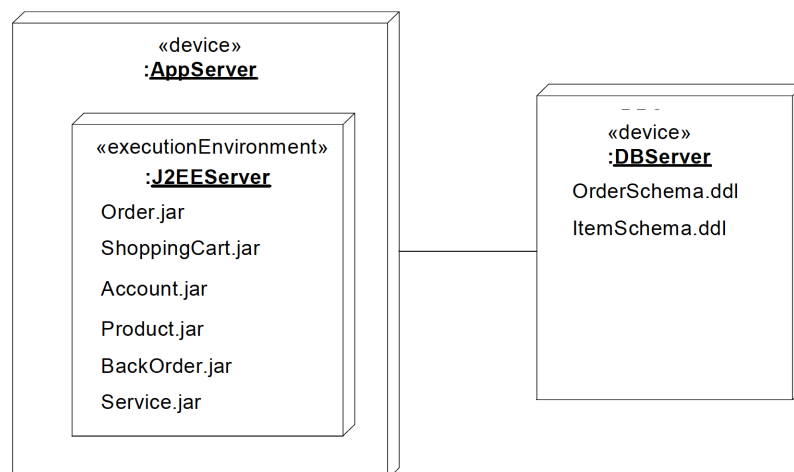 «device»
:AppServer
«executionEnvironment»
:J2EEServer
Order.jar
ShoppingCart.jar
Account.jar
Product.jar
BackOrder.jar
Service.jar
«device»
:DBServer
OrderSchema.ddl
ItemSchema.ddl